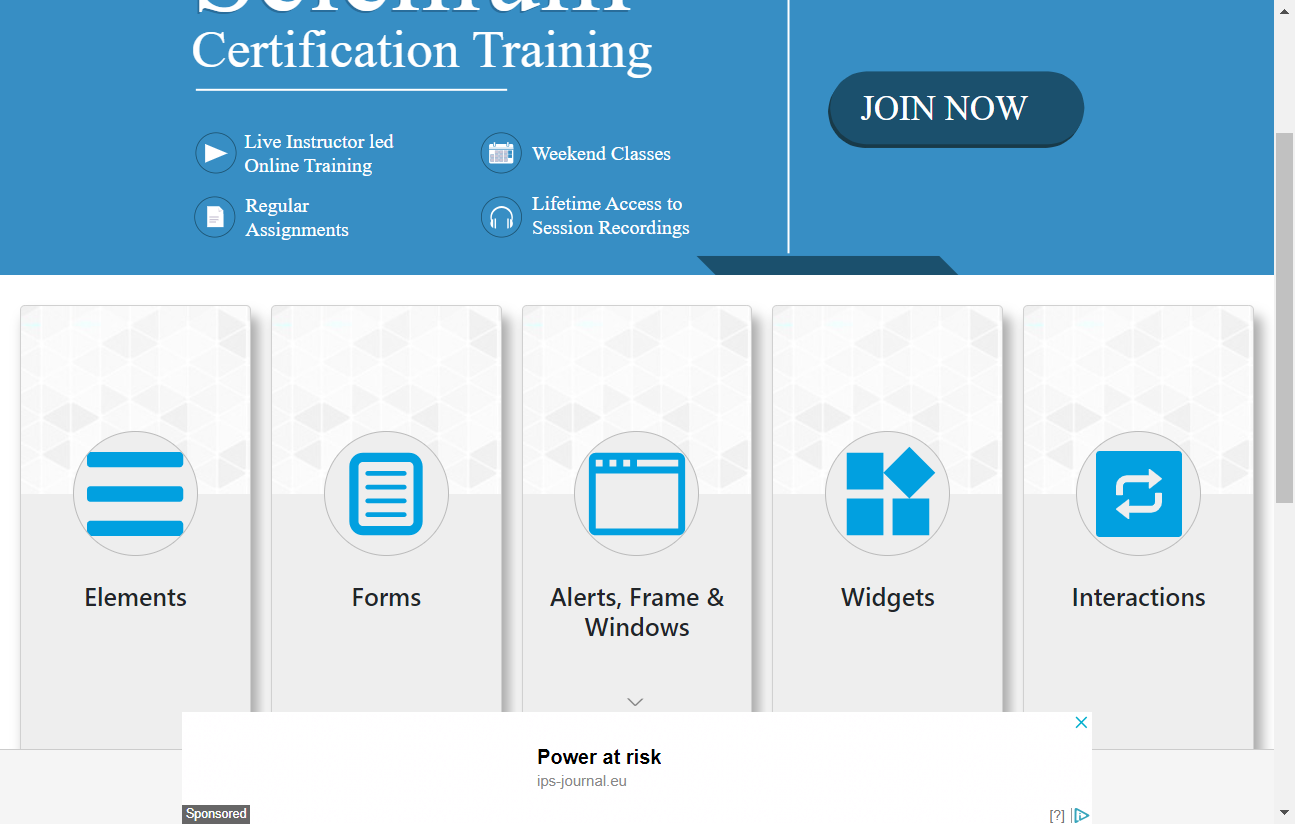 Selenium
Certification Training
JOIN NOW
Live Instructor led
Online Training
Weekend Classes
Regular
Assignments
Lifetime Access to
Session Recordings
Elements
Forms
Alerts, Frame &
Windows
Widgets
Interactions
Power at risk
ips-journal.eu
Sponsored
[?]